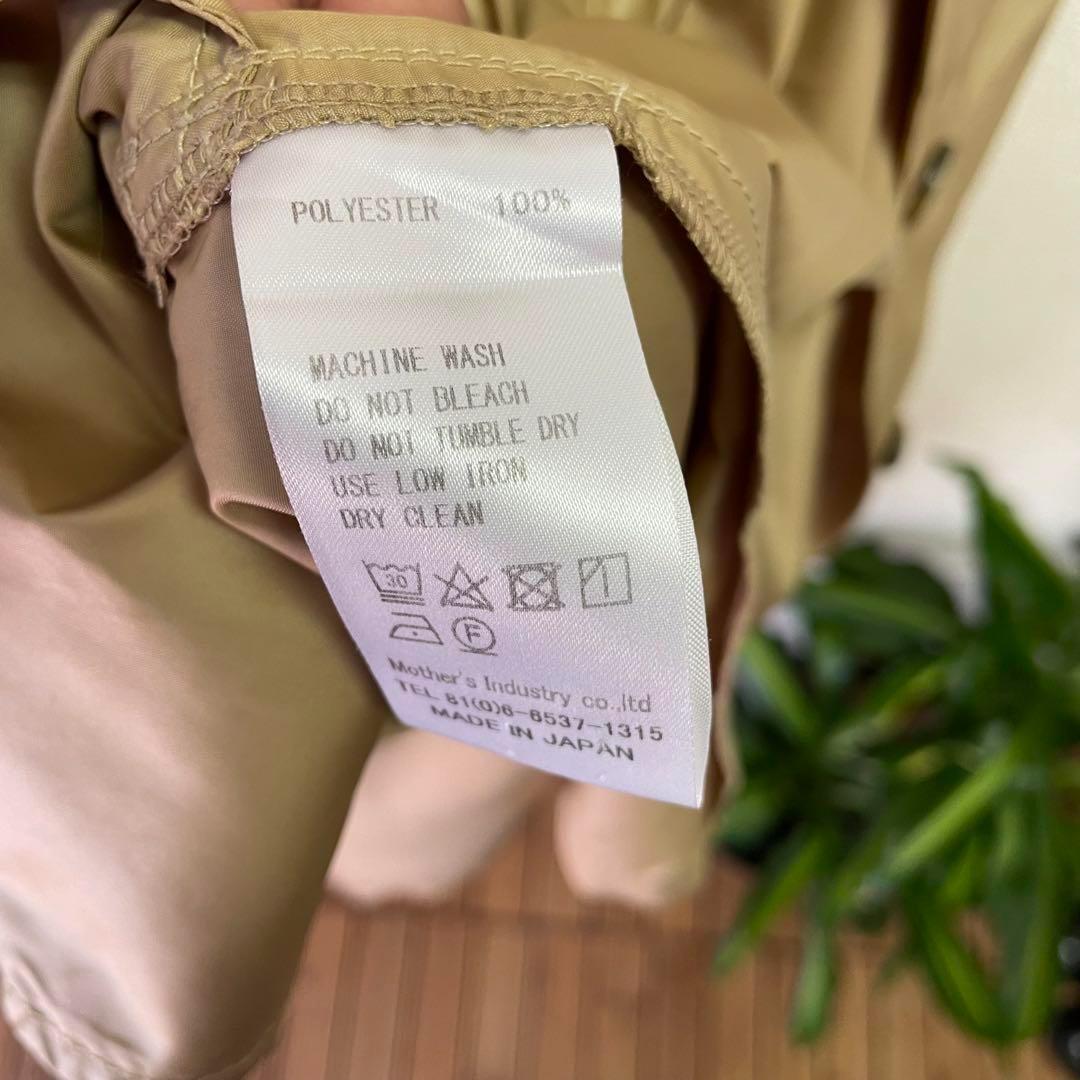 POLYESTER 100%
MACHINE WASH
DO NOT BLEACH
DO NOT TUMBLE DRY
USE LOW IRON
DRY CLEAN
30
F
Mother's Industry co.,ltd
TEL 81(0)6-6537-1315
MADE IN JAPAN